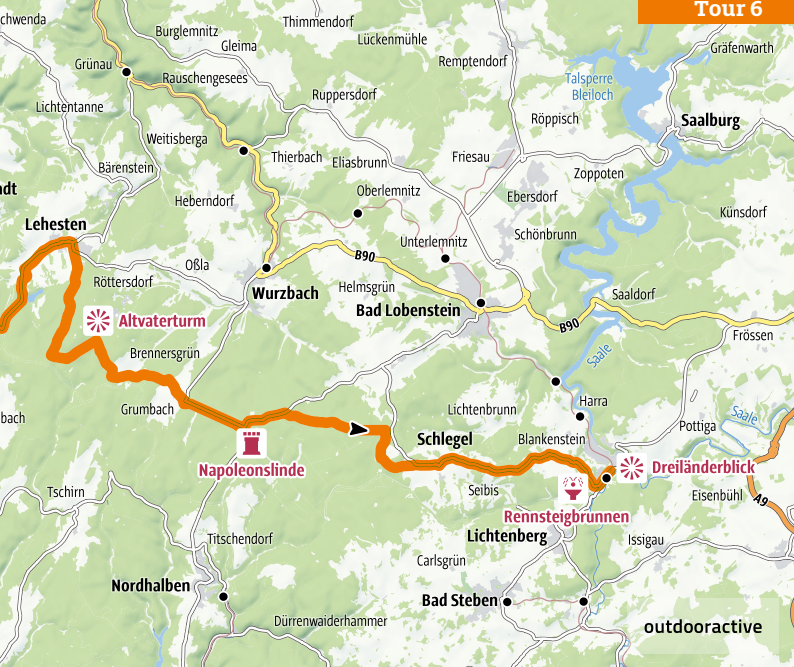 Tour 6
chwenda
Thimmendorf
Burglemnitz
Gleima
Lückenmühle
Gräfenwarth
Grünau
Remptendorf
Rauschengesees
Talsperre
Bleiloch
Lichtentanne
Ruppersdorf
Röppisch
Saalburg
Weitisberga
Thierbach
Eliasbrunn
Friesau
Bärenstein
Zoppoten
adt
Oberlemnitz
Heberndorf
Ebersdorf
Künsdorf
Lehesten
Unterlemnitz
Schönbrunn
B90
Oßla
Röttersdorf
Helmsgrün
Wurzbach
Saaldorf
Bad Lobenstein
B90
Altvaterturm
Frössen
Brennersgrün
Saale
Harra
Grumbach
Lichtenbrunn
bach
Saale
Pottiga
Schlegel
Blankenstein
Napoleonslinde
Dreiländerblick
Tschirn
Seibis
Eisenbühl
A9
Rennsteigbrunnen
Lichtenberg
Titschendorf
Issigau
Carlsgrün
Nordhalben
Bad Steben
Dürrenwaiderhammer
outdooractive